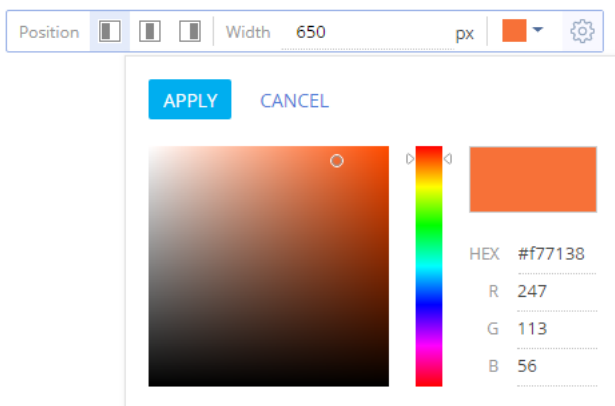 Position Width 650 px
APPLY CANCEL
HEX #f77138
R 247
G 113
B 56